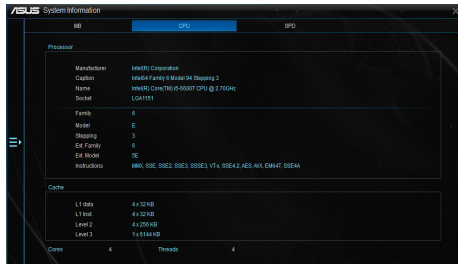 ASUS System Information
MB CPU SPD
Processor
Manufacturer Intel(R) Corporation
Caption Intel64 Family 6 Model 94 Stepping 3
Name Intel(R) Core(TM) i5-6600T CPU @ 2.70GHz
Socket LGA1151
Family 6
Model E
Stepping 3
Ext. Family 6
Ext. Model 5E
Instructions MMX, SSE, SSE2, SSE3, SSSE3, VT-x, SSE4.2, AES, AVX, EM64T, SSE4A
Cache
L1 data 4 x 32 KB
L1 Inst. 4 x 32 KB
Level 2 4 x 256 KB
Level 3 1 x 6144 KB
Cores 4 Threads 4